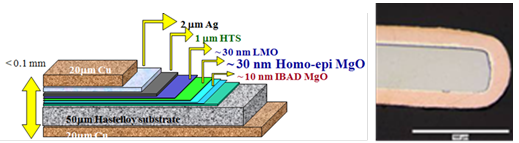 2 μm Ag
1 μm HTS
~30 nm LMO
~30 nm Homo-epi MgO
~10 nm IBAD MgO
<0.1 mm
20μm Cu
50μm Hastelloy substrate
20μm Cu